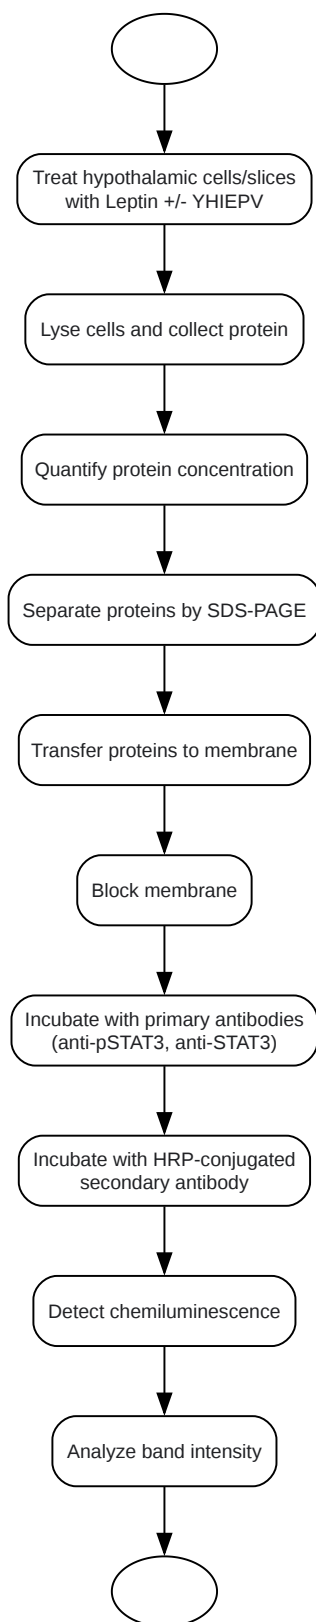 Treat hypothalamic cells/slices
with Leptin +/- YHIEPV
Lyse cells and collect protein
Quantify protein concentration
Separate proteins by SDS-PAGE
Transfer proteins to membrane
Block membrane
Incubate with primary antibodies
(anti-pSTAT3, anti-STAT3)
Incubate with HRP-conjugated
secondary antibody
Detect chemiluminescence
Analyze band intensity